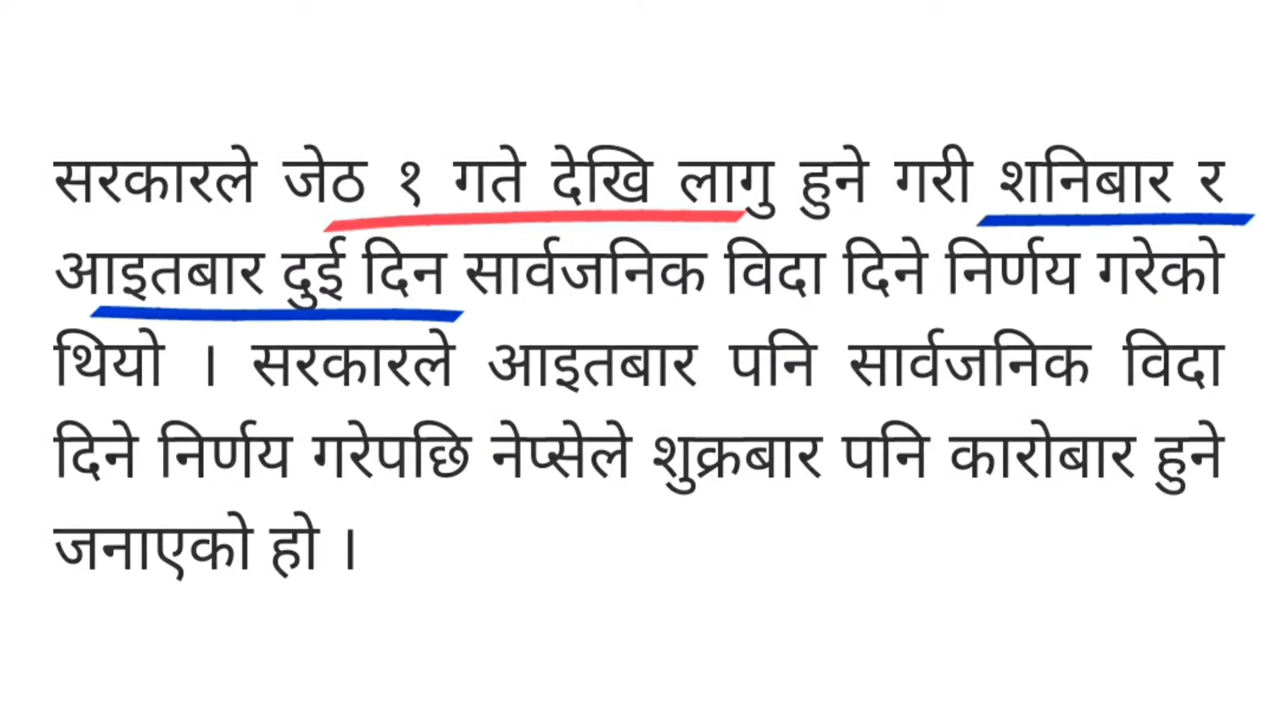 सरकारले जेठ १ गते देखि लागु हुने गरी शनिबार र
आइतबार दुई दिन सार्वजनिक विदा दिने निर्णय गरेको
थियो । सरकारले आइतबार पनि सार्वजनिक विदा
दिने निर्णय गरेपछि नेप्सेले शुक्रबार पनि कारोबार हुने
जनाएको हो ।